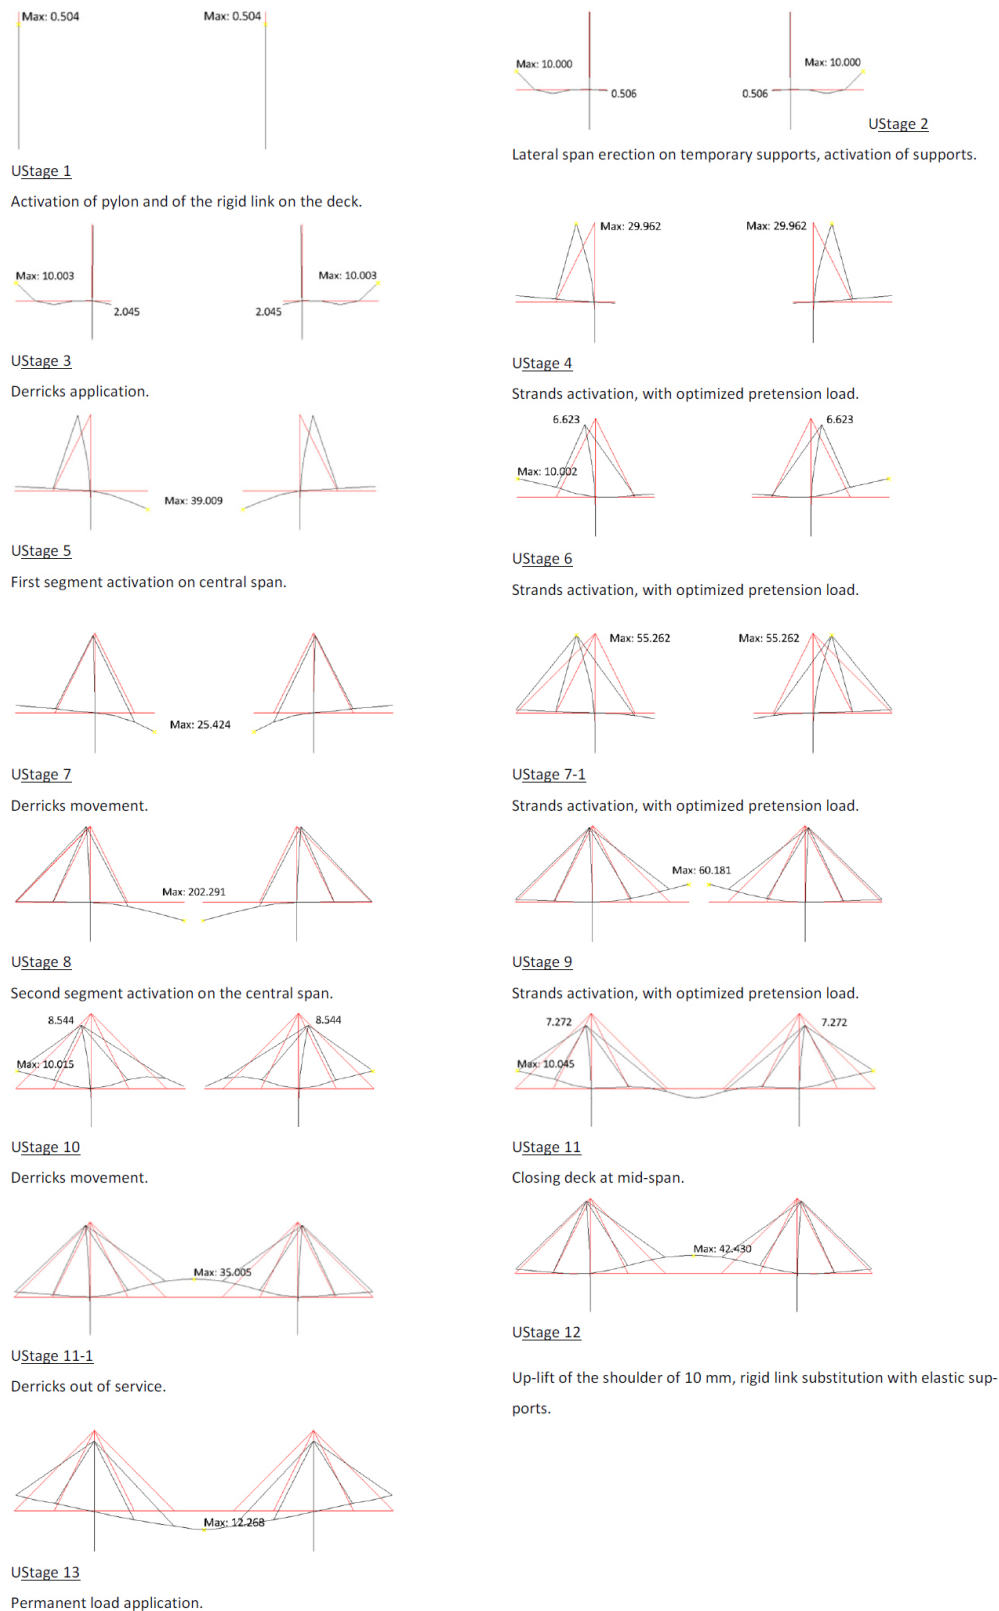 Max: 0.504
Max: 0.504
UStage 1
Activation of pylon and of the rigid link on the deck.
Max: 10.000
Max: 10.000
0.506
0.506
UStage 2
Lateral span erection on temporary supports, activation of supports.
Max: 10.003
Max: 10.003
2.045
2.045
UStage 3
Derricks application.
Max: 29.962
Max: 29.962
UStage 4
Strands activation, with optimized pretension load.
Max: 39.009
UStage 5
First segment activation on central span.
6.623
6.623
Max: 10.002
UStage 6
Strands activation, with optimized pretension load.
Max: 25.424
UStage 7
Derricks movement.
Max: 55.262
Max: 55.262
UStage 7-1
Strands activation, with optimized pretension load.
Max: 202.291
UStage 8
Second segment activation on the central span.
Max: 60.181
UStage 9
Strands activation, with optimized pretension load.
8.544
8.544
Max: 10.015
UStage 10
Derricks movement.
7.272
7.272
Max: 10.045
UStage 11
Closing deck at mid-span.
Max: 35.005
UStage 11-1
Derricks out of service.
Max: 42.430
UStage 12
Up-lift of the shoulder of 10 mm, rigid link substitution with elastic sup-
ports.
Max: 12.268
UStage 13
Permanent load application.